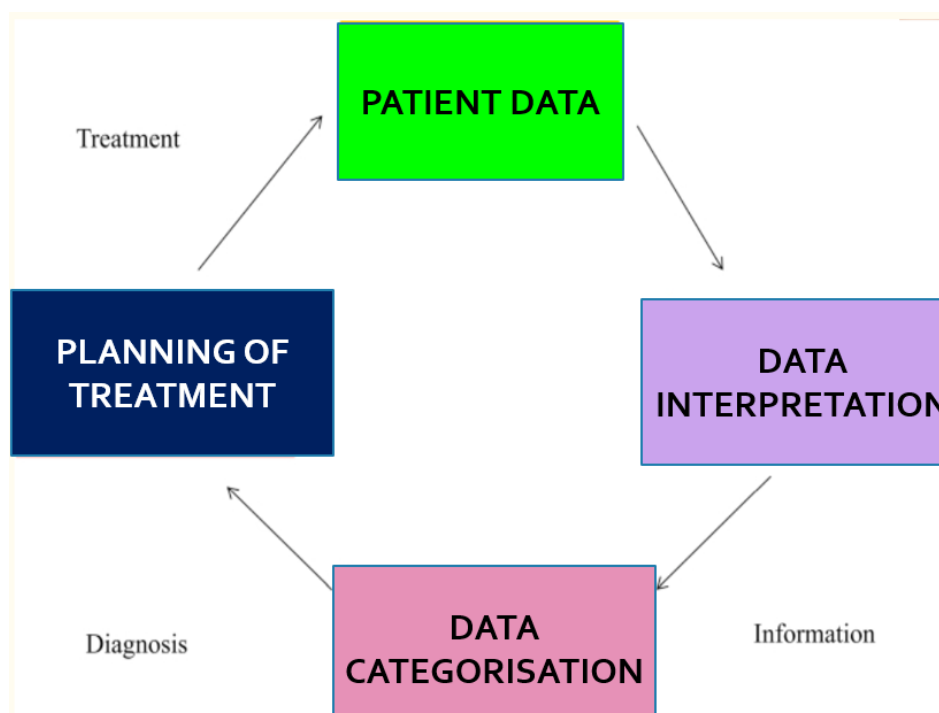 PATIENT DATA
Treatment
PLANNING OF
TREATMENT
DATA
INTERPRETATION
Diagnosis
DATA
CATEGORISATION
Information